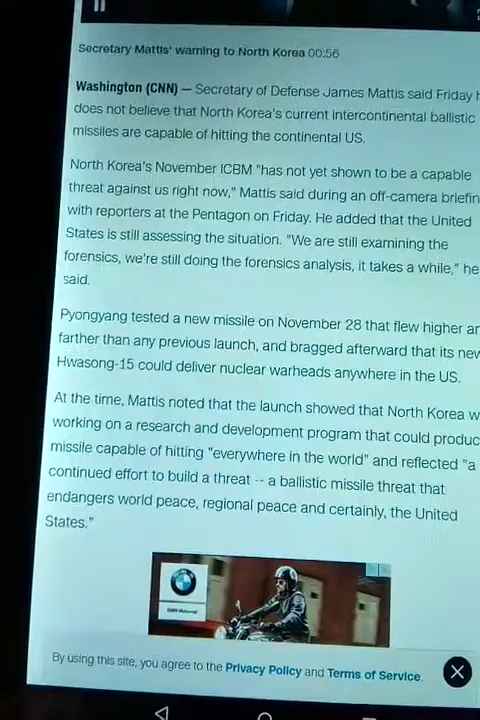 Secretary Mattis' warning to North Korea 00:56
Washington (CNN) — Secretary of Defense James Mattis said Friday
does not believe that North Korea's current intercontinental ballistic
missiles are capable of hitting the continental US.
North Korea's November ICBM "has not yet shown to be a capable
threat against us right now," Mattis said during an off-camera briefin
with reporters at the Pentagon on Friday. He added that the United
States is still assessing the situation. "We are still examining the
forensics, we're still doing the forensics analysis, it takes a while," he
said.
Pyongyang tested a new missile on November 28 that flew higher an
farther than any previous launch, and bragged afterward that its new
Hwasong-15 could deliver nuclear warheads anywhere in the US.
At the time, Mattis noted that the launch showed that North Korea w
working on a research and development program that could produc
missile capable of hitting "everywhere in the world" and reflected "a
continued effort to build a threat -- a ballistic missile threat that
endangers world peace, regional peace and certainly, the United
States."
BMW Motorrad
By using this site, you agree to the Privacy Policy and Terms of Service.